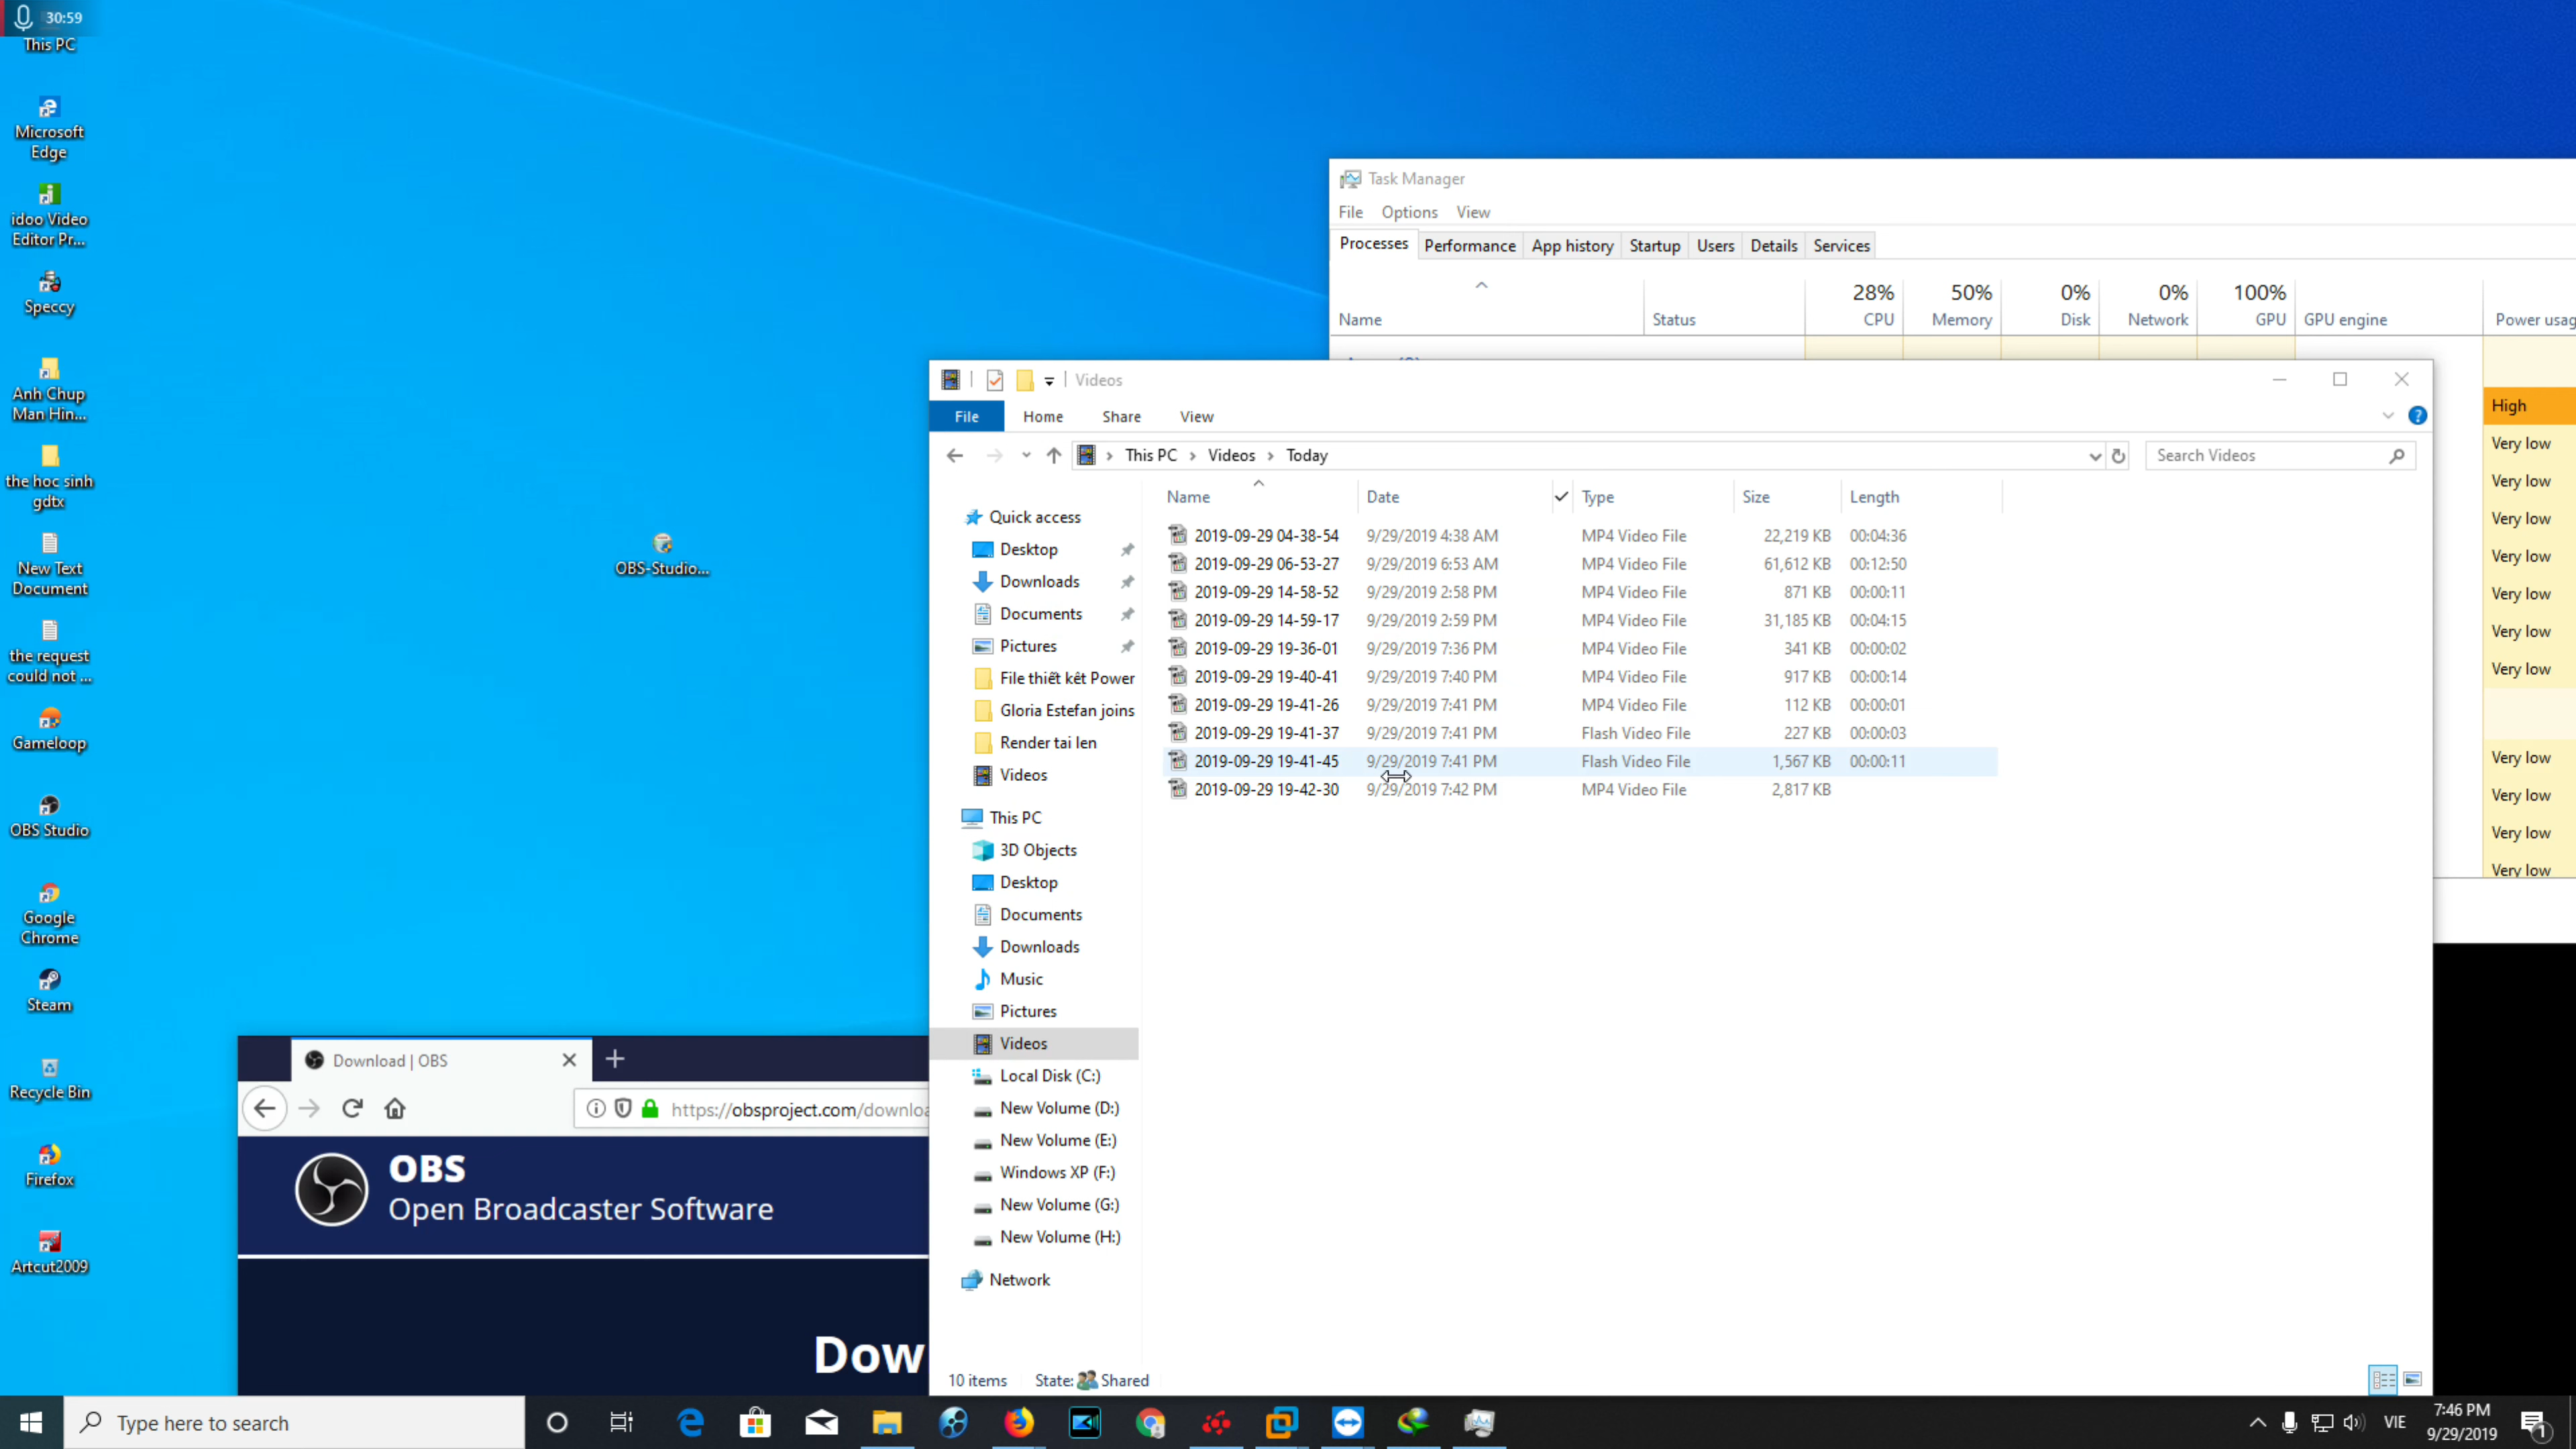 30:59
This PC
Microsoft
Edge
idoo Video
Editor Pr...
Speccy
Anh Chup
Man Hin...
the hoc sinh
gdtx
New Text
Document
the request
could not ...
Gameloop
OBS Studio
Google
Chrome
Steam
Recycle Bin
Firefox
Artcut2009
OBS-Studio...
Task Manager
File Options View
Processes Performance App history Startup Users Details Services
28% 50% 0% 0% 100%
Name Status CPU Memory Disk Network GPU GPU engine Power usag
High
Very low
Very low
Very low
Very low
Very low
Very low
Very low
Very low
Very low
Very low
Very low
Videos
File Home Share View
This PC Videos Today
Search Videos
Name Date Type Size Length
2019-09-29 04-38-54 9/29/2019 4:38 AM MP4 Video File 22,219 KB 00:04:36
2019-09-29 06-53-27 9/29/2019 6:53 AM MP4 Video File 61,612 KB 00:12:50
2019-09-29 14-58-52 9/29/2019 2:58 PM MP4 Video File 871 KB 00:00:11
2019-09-29 14-59-17 9/29/2019 2:59 PM MP4 Video File 31,185 KB 00:04:15
2019-09-29 19-36-01 9/29/2019 7:36 PM MP4 Video File 341 KB 00:00:02
2019-09-29 19-40-41 9/29/2019 7:40 PM MP4 Video File 917 KB 00:00:14
2019-09-29 19-41-26 9/29/2019 7:41 PM MP4 Video File 112 KB 00:00:01
2019-09-29 19-41-37 9/29/2019 7:41 PM Flash Video File 227 KB 00:00:03
2019-09-29 19-41-45 9/29/2019 7:41 PM Flash Video File 1,567 KB 00:00:11
2019-09-29 19-42-30 9/29/2019 7:42 PM MP4 Video File 2,817 KB
Quick access
Desktop
Downloads
Documents
Pictures
File thiết kêt Power
Gloria Estefan joins
Render tai len
Videos
This PC
3D Objects
Desktop
Documents
Downloads
Music
Pictures
Videos
Local Disk (C:)
New Volume (D:)
New Volume (E:)
Windows XP (F:)
New Volume (G:)
New Volume (H:)
Network
10 items State: Shared
Download | OBS
https://obsproject.com/downloa
OBS
Open Broadcaster Software
Dow
Type here to search
VIE
7:46 PM
9/29/2019
1